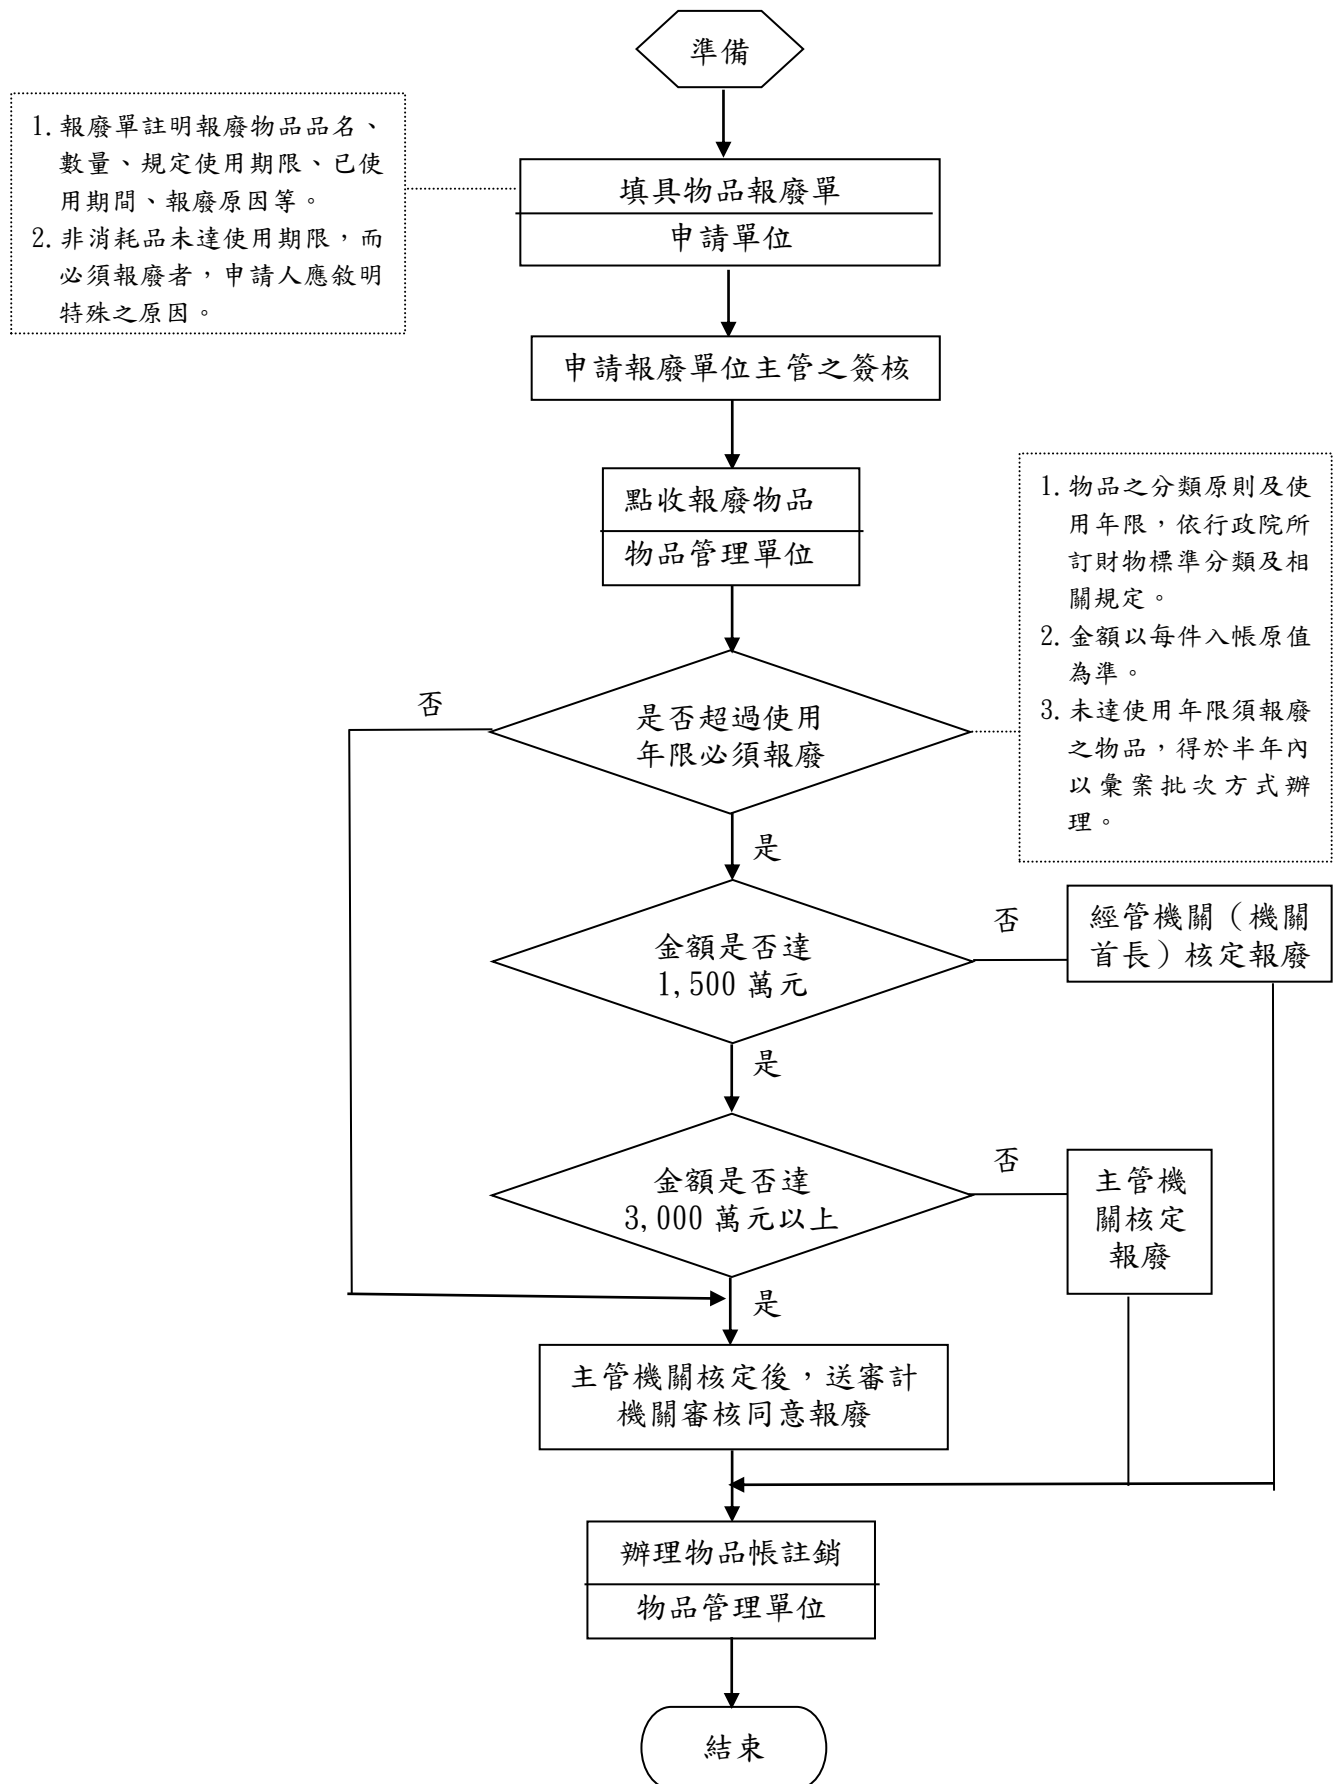 準備
1. 報廢單註明報廢物品品名、
數量、規定使用期限、已使
用期間、報廢原因等。
2. 非消耗品未達使用期限，而
必須報廢者，申請人應敘明
特殊之原因。
填具物品報廢單
申請單位
申請報廢單位主管之簽核
點收報廢物品
物品管理單位
1. 物品之分類原則及使
用年限，依行政院所
訂財物標準分類及相
關規定。
2. 金額以每件入帳原值
為準。
3. 未達使用年限須報廢
之物品，得於半年內
以彙案批次方式辦
理。
否
是否超過使用
年限必須報廢
是
金額是否達
1,500 萬元
否
經管機關（機關
首長）核定報廢
是
金額是否達
3,000 萬元以上
否
主管機
關核定
報廢
是
主管機關核定後，送審計
機關審核同意報廢
辦理物品帳註銷
物品管理單位
結束